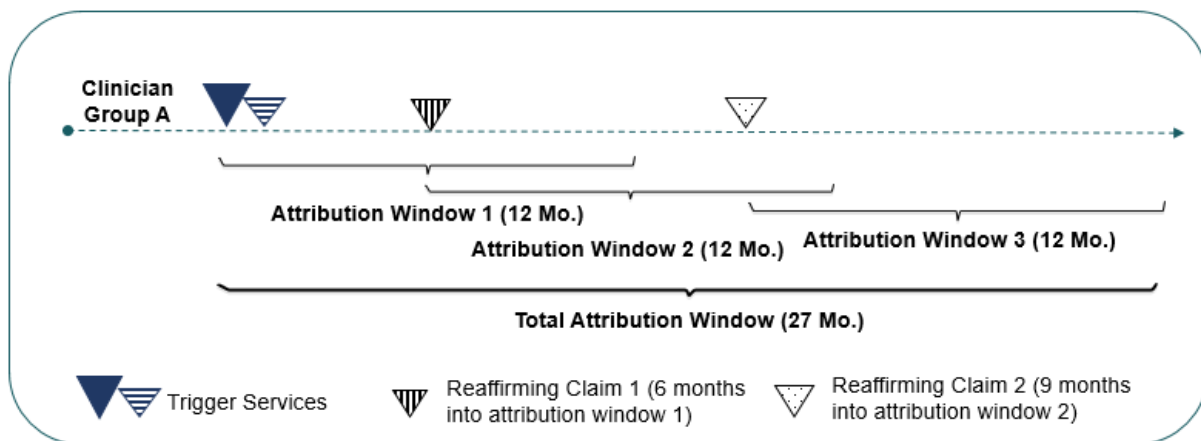 Clinician
Group A
Attribution Window 1 (12 Mo.)
Attribution Window 2 (12 Mo.)
Attribution Window 3 (12 Mo.)
Total Attribution Window (27 Mo.)
Trigger Services
Reaffirming Claim 1 (6 months
into attribution window 1)
Reaffirming Claim 2 (9 months
into attribution window 2)